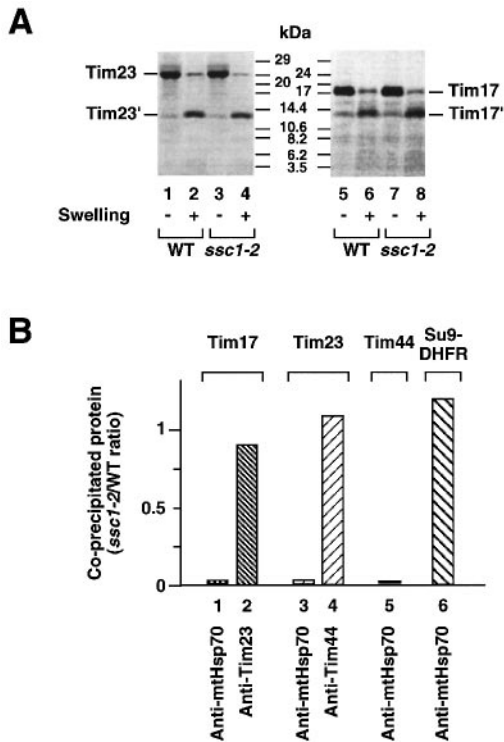 A
kDa
Tim23
Tim23'
29
24
20
17
14.4
10.6
8.2
6.2
3.5
Tim17
Tim17'
1 2 3 4 5 6 7 8
Swelling - + - + - + - +
WT ssc1-2 WT ssc1-2
B
Tim17 Tim23 Tim44 Su9-
DHFR
Co-precipitated protein
(ssc1-2/WT ratio)
1
0.5
0
1 2 3 4 5 6
Anti-mtHsp70
Anti-Tim23
Anti-mtHsp70
Anti-Tim44
Anti-mtHsp70
Anti-mtHsp70